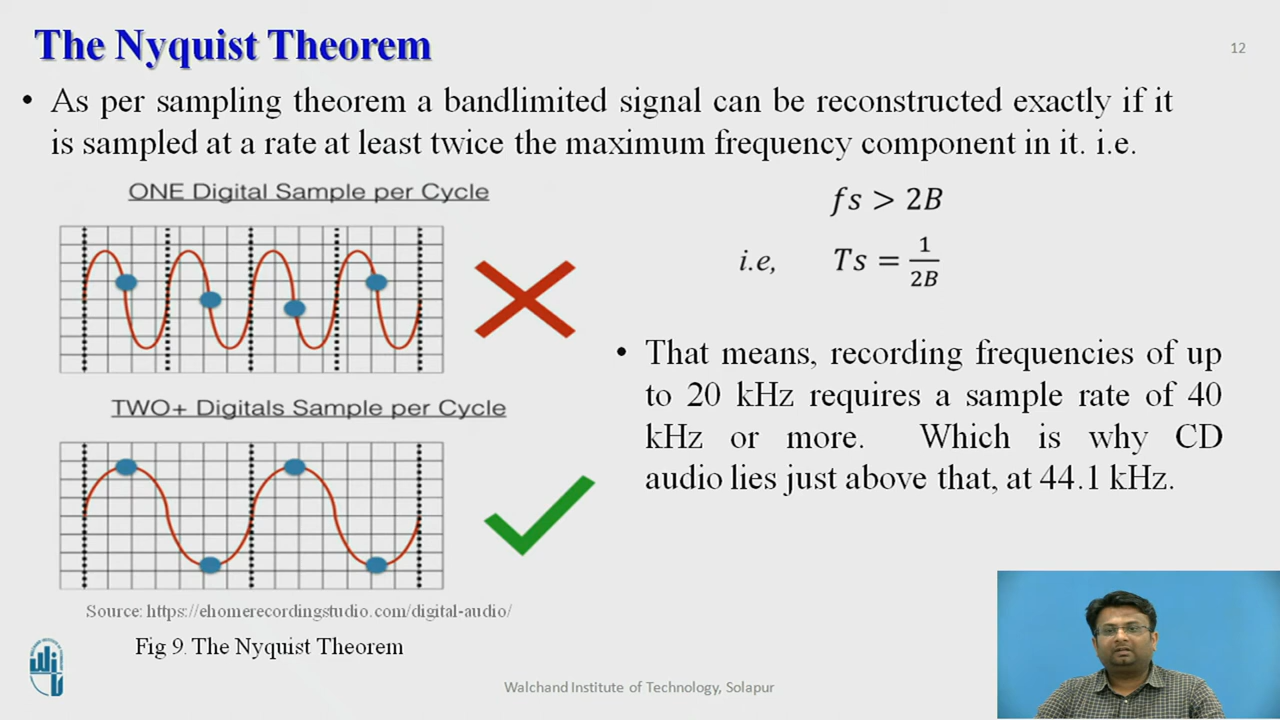 The Nyquist Theorem
12
• As per sampling theorem a bandlimited signal can be reconstructed exactly if it
is sampled at a rate at least twice the maximum frequency component in it. i.e.
ONE Digital Sample per Cycle
fs > 2B
i.e, Ts = 1/2B
• That means, recording frequencies of up
to 20 kHz requires a sample rate of 40
kHz or more. Which is why CD
audio lies just above that, at 44.1 kHz.
TWO+ Digitals Sample per Cycle
Source: https://ehomerecordingstudio.com/digital-audio/
Fig 9. The Nyquist Theorem
Walchand Institute of Technology, Solapur